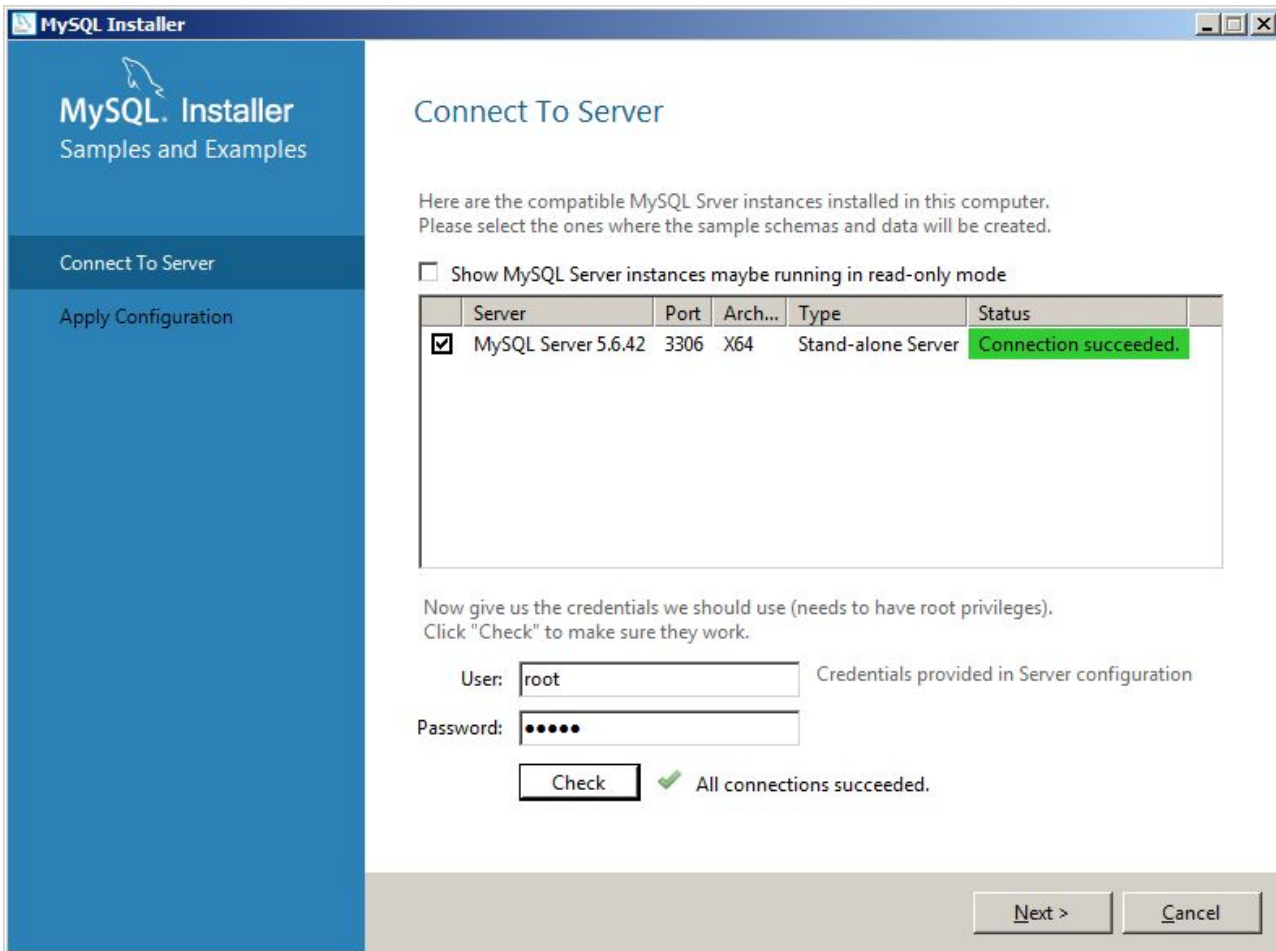 MySQL Installer
MySQL. Installer
Samples and Examples
Connect To Server
Apply Configuration
Connect To Server
Here are the compatible MySQL Srver instances installed in this computer.
Please select the ones where the sample schemas and data will be created.
Show MySQL Server instances maybe running in read-only mode
Server Port Arch... Type Status
MySQL Server 5.6.42 3306 X64 Stand-alone Server Connection succeeded.
Now give us the credentials we should use (needs to have root privileges).
Click "Check" to make sure they work.
User: root Credentials provided in Server configuration
Password: •••••
Check All connections succeeded.
Next > Cancel